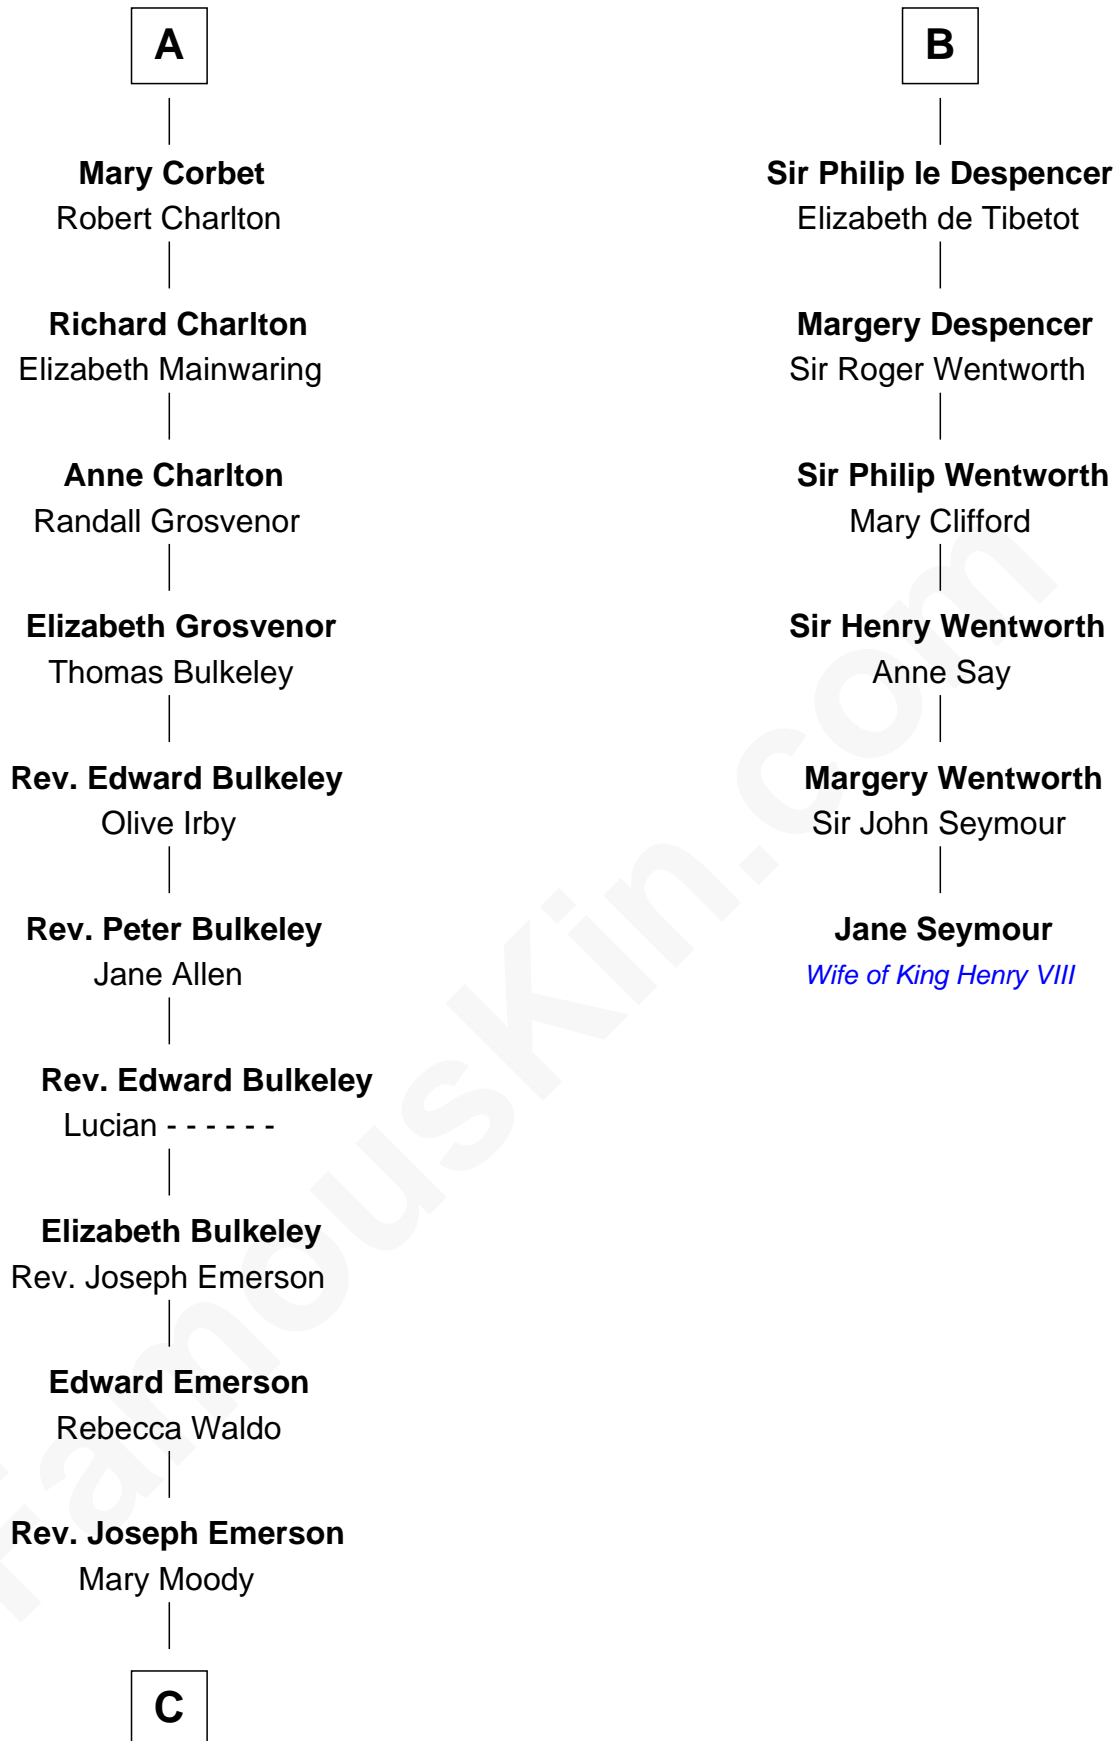 A
Mary Corbet
Robert Charlton
Richard Charlton
Elizabeth Mainwaring
Anne Charlton
Randall Grosvenor
Elizabeth Grosvenor
Thomas Bulkeley
Rev. Edward Bulkeley
Olive Irby
Rev. Peter Bulkeley
Jane Allen
Rev. Edward Bulkeley
Lucian - - - - - -
Elizabeth Bulkeley
Rev. Joseph Emerson
Edward Emerson
Rebecca Waldo
Rev. Joseph Emerson
Mary Moody
C
B
Sir Philip le Despencer
Elizabeth de Tibetot
Margery Despencer
Sir Roger Wentworth
Sir Philip Wentworth
Mary Clifford
Sir Henry Wentworth
Anne Say
Margery Wentworth
Sir John Seymour
Jane Seymour
Wife of King Henry VIII
FamousKin.com